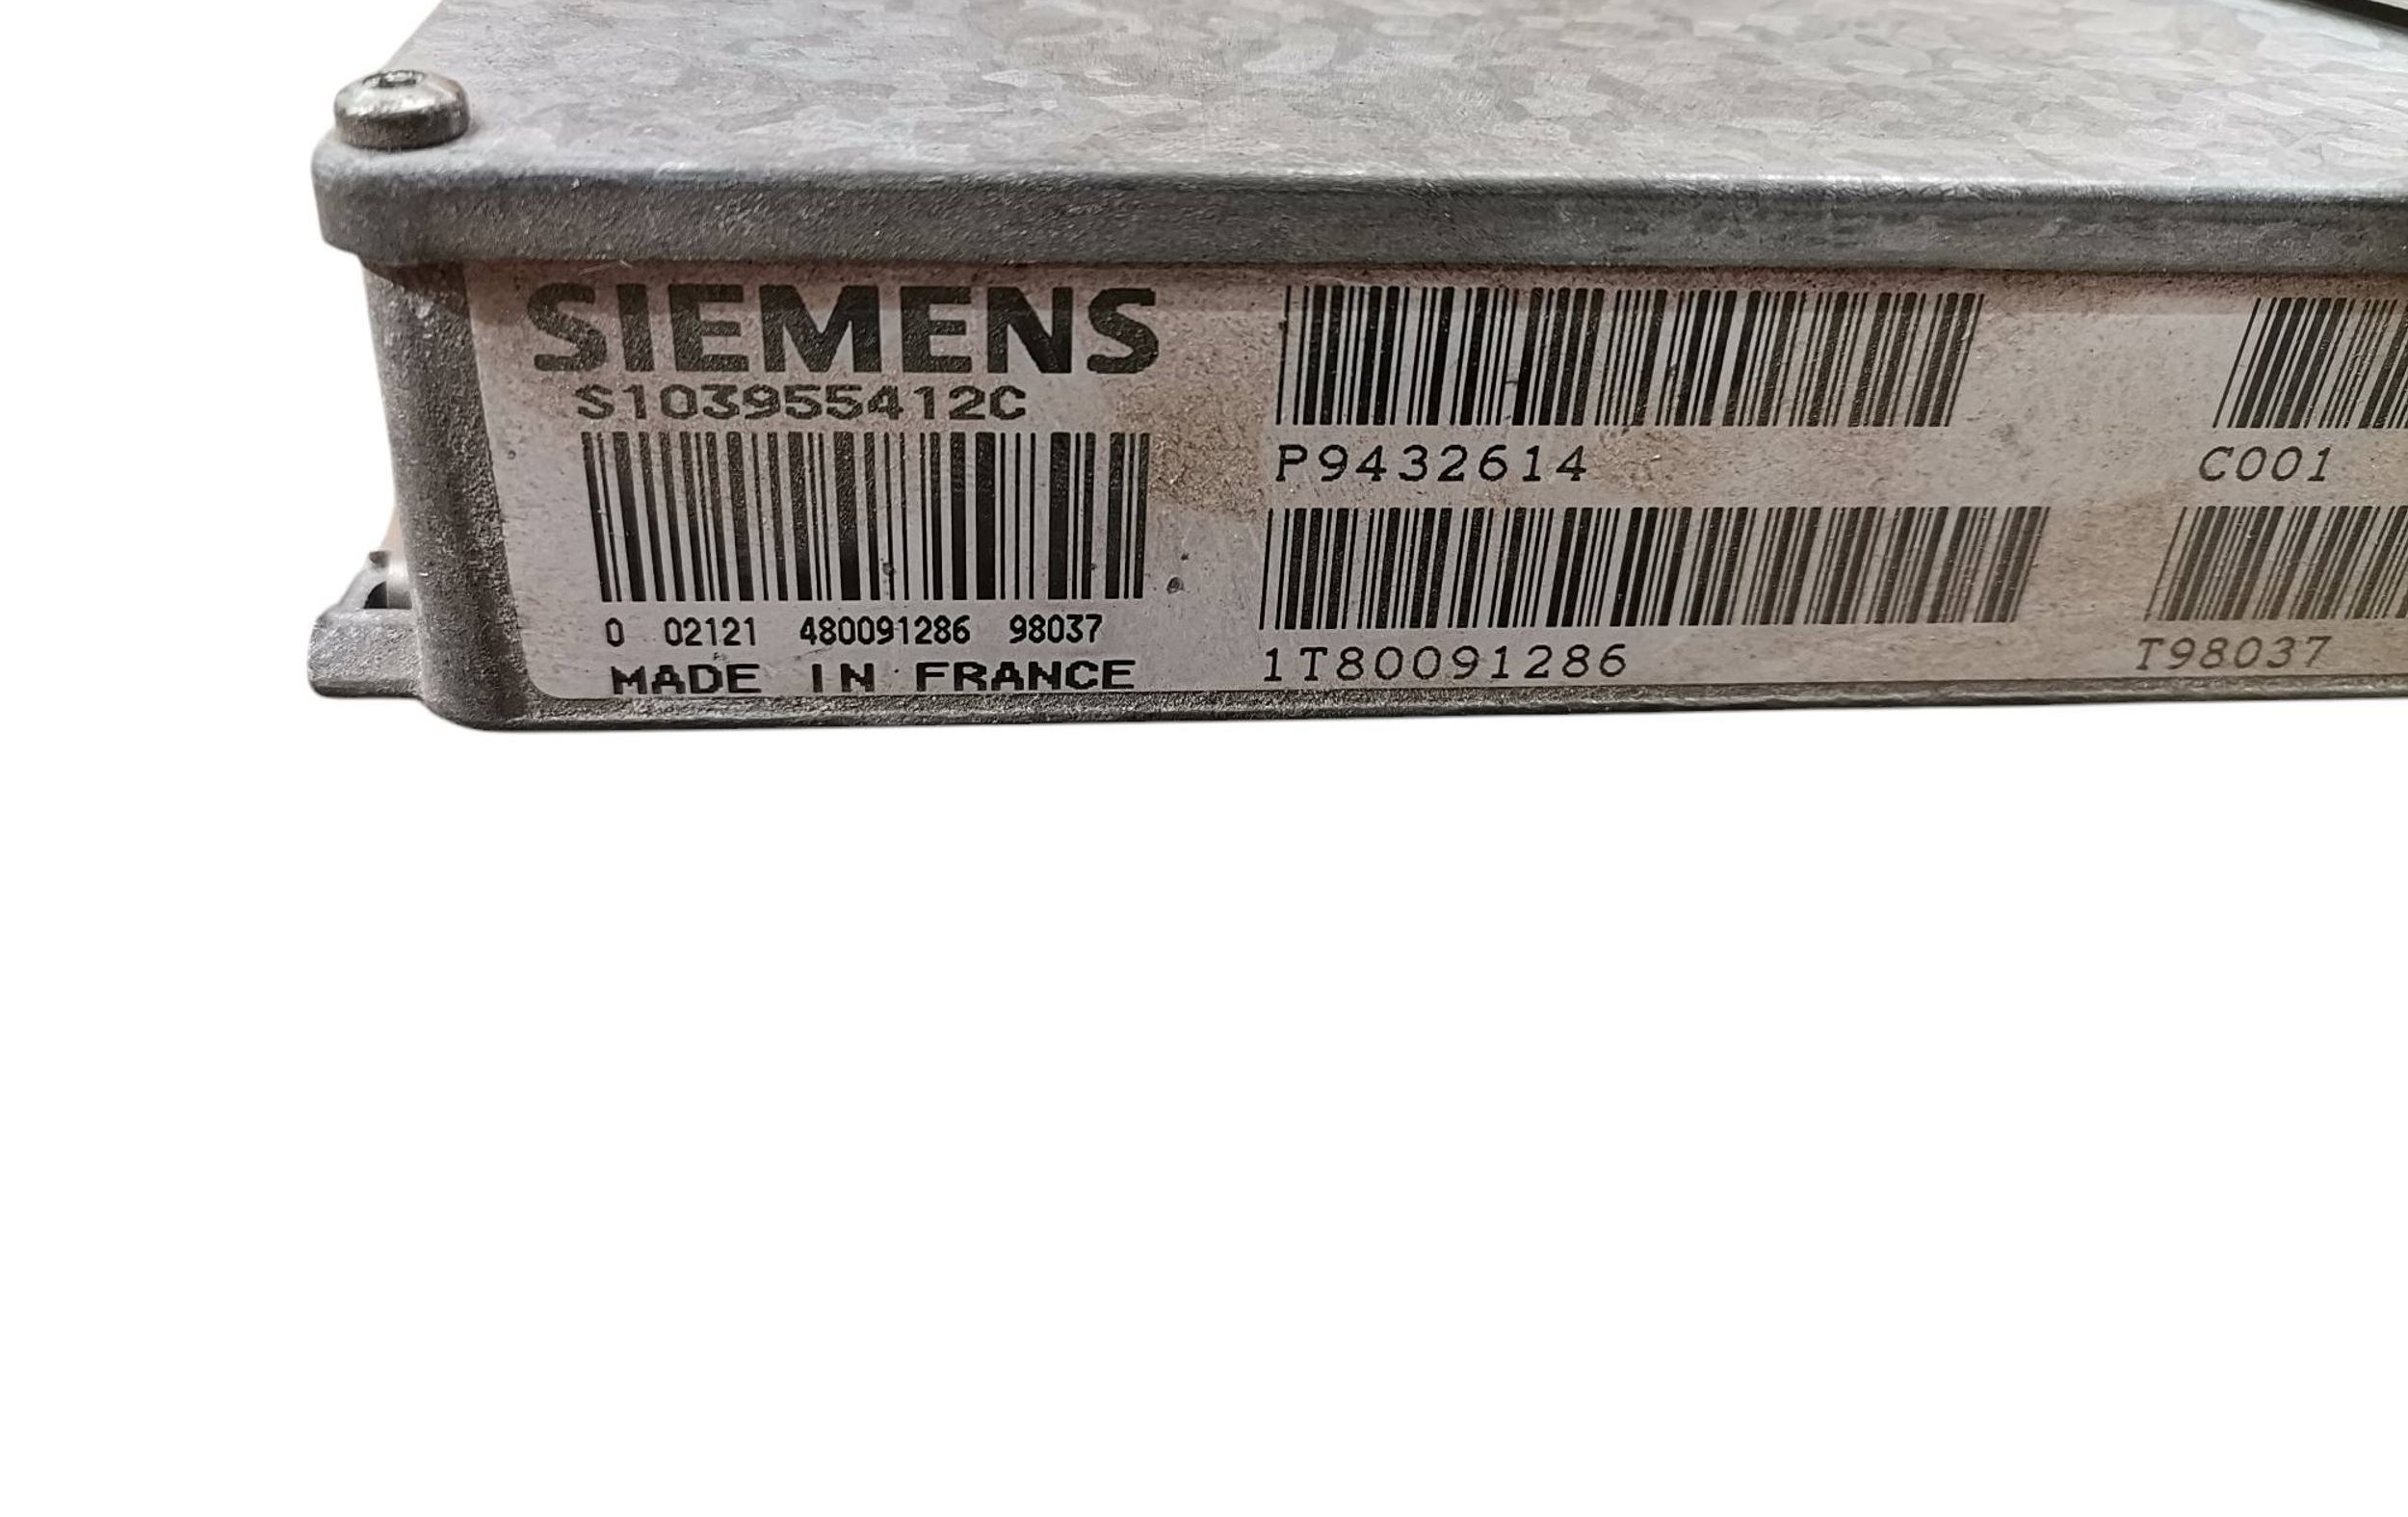 SIEMENS
S103955412C
0 02121 480091286 98037
MADE IN FRANCE
P9432614
C001
1T80091286
T98037